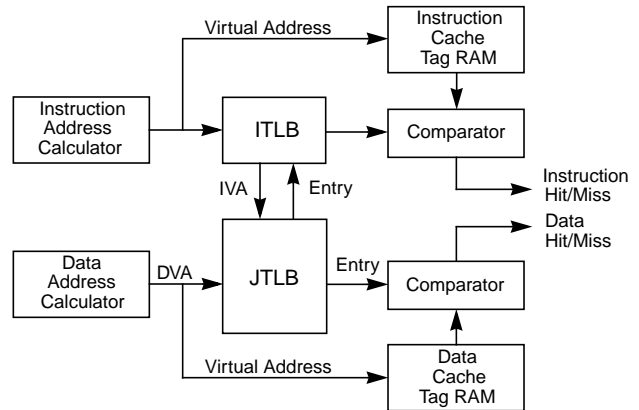 Virtual Address
Instruction
Cache
Tag RAM
Instruction
Address
Calculator
ITLB
Comparator
IVA
Entry
Instruction
Hit/Miss
Data
Hit/Miss
Data
Address
Calculator
DVA
JTLB
Entry
Comparator
Virtual Address
Data
Cache
Tag RAM